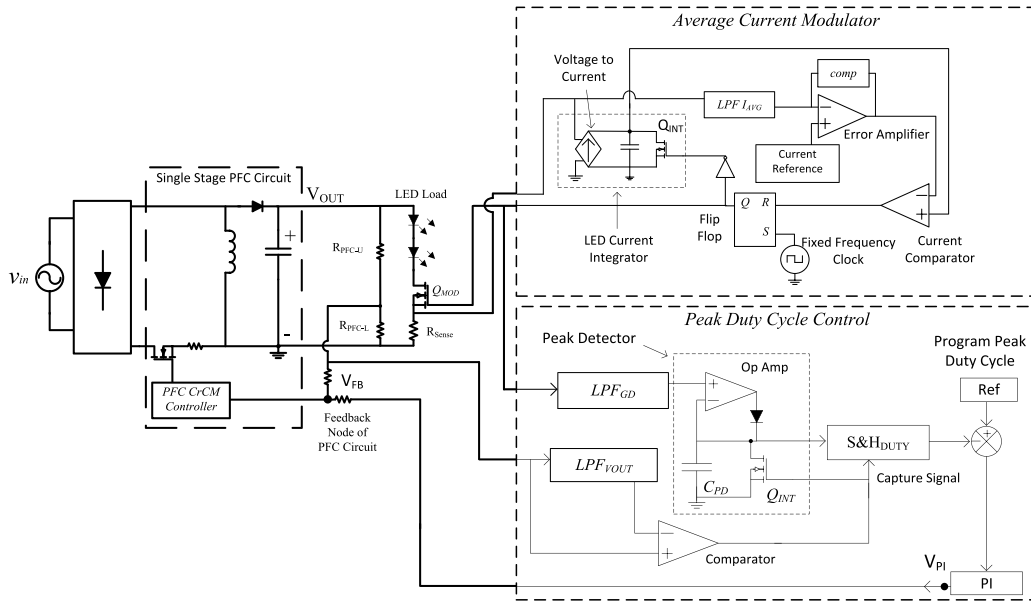 Average Current Modulator
Voltage to
Current
Q_INT
LPF I_AVG
comp
Error Amplifier
Current
Reference
LED Current
Integrator
Q R
S
Flip
Flop
Fixed Frequency
Clock
Current
Comparator
Single Stage PFC Circuit
V_OUT
LED Load
R_PFC-U
Q_MOD
R_PFC-L
R_Sense
v_in
+
-
PFC CrCM
Controller
V_FB
Feedback
Node of
PFC Circuit
Peak Duty Cycle Control
Peak Detector
Op Amp
Program Peak
Duty Cycle
Ref
LPF_GD
S&H_DUTY
LPF_VOUT
C_PD
Q_INT
Capture Signal
Comparator
V_PI
PI